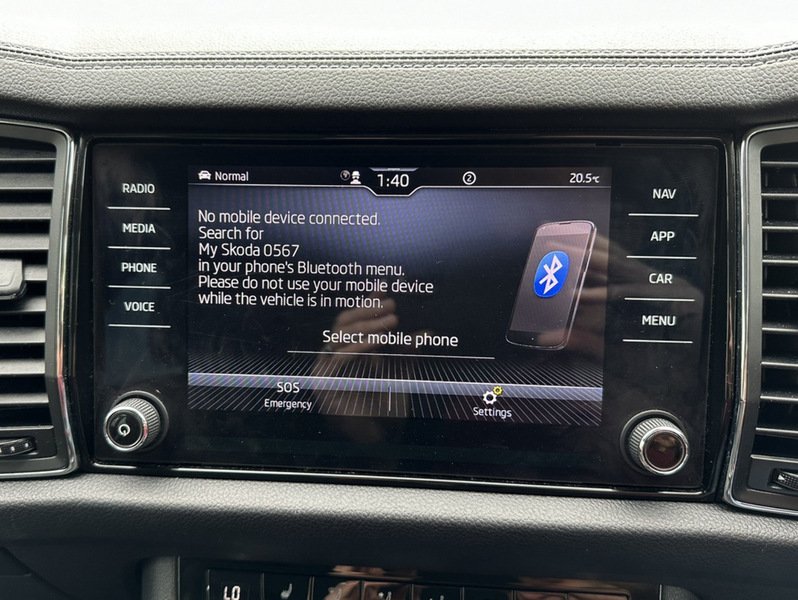 Normal
1:40
2
20.5°C
RADIO
MEDIA
PHONE
VOICE
No mobile device connected.
Search for
My Skoda 0567
in your phone's Bluetooth menu.
Please do not use your mobile device
while the vehicle is in motion.
Select mobile phone
SOS
Emergency
Settings
NAV
APP
CAR
MENU
LO